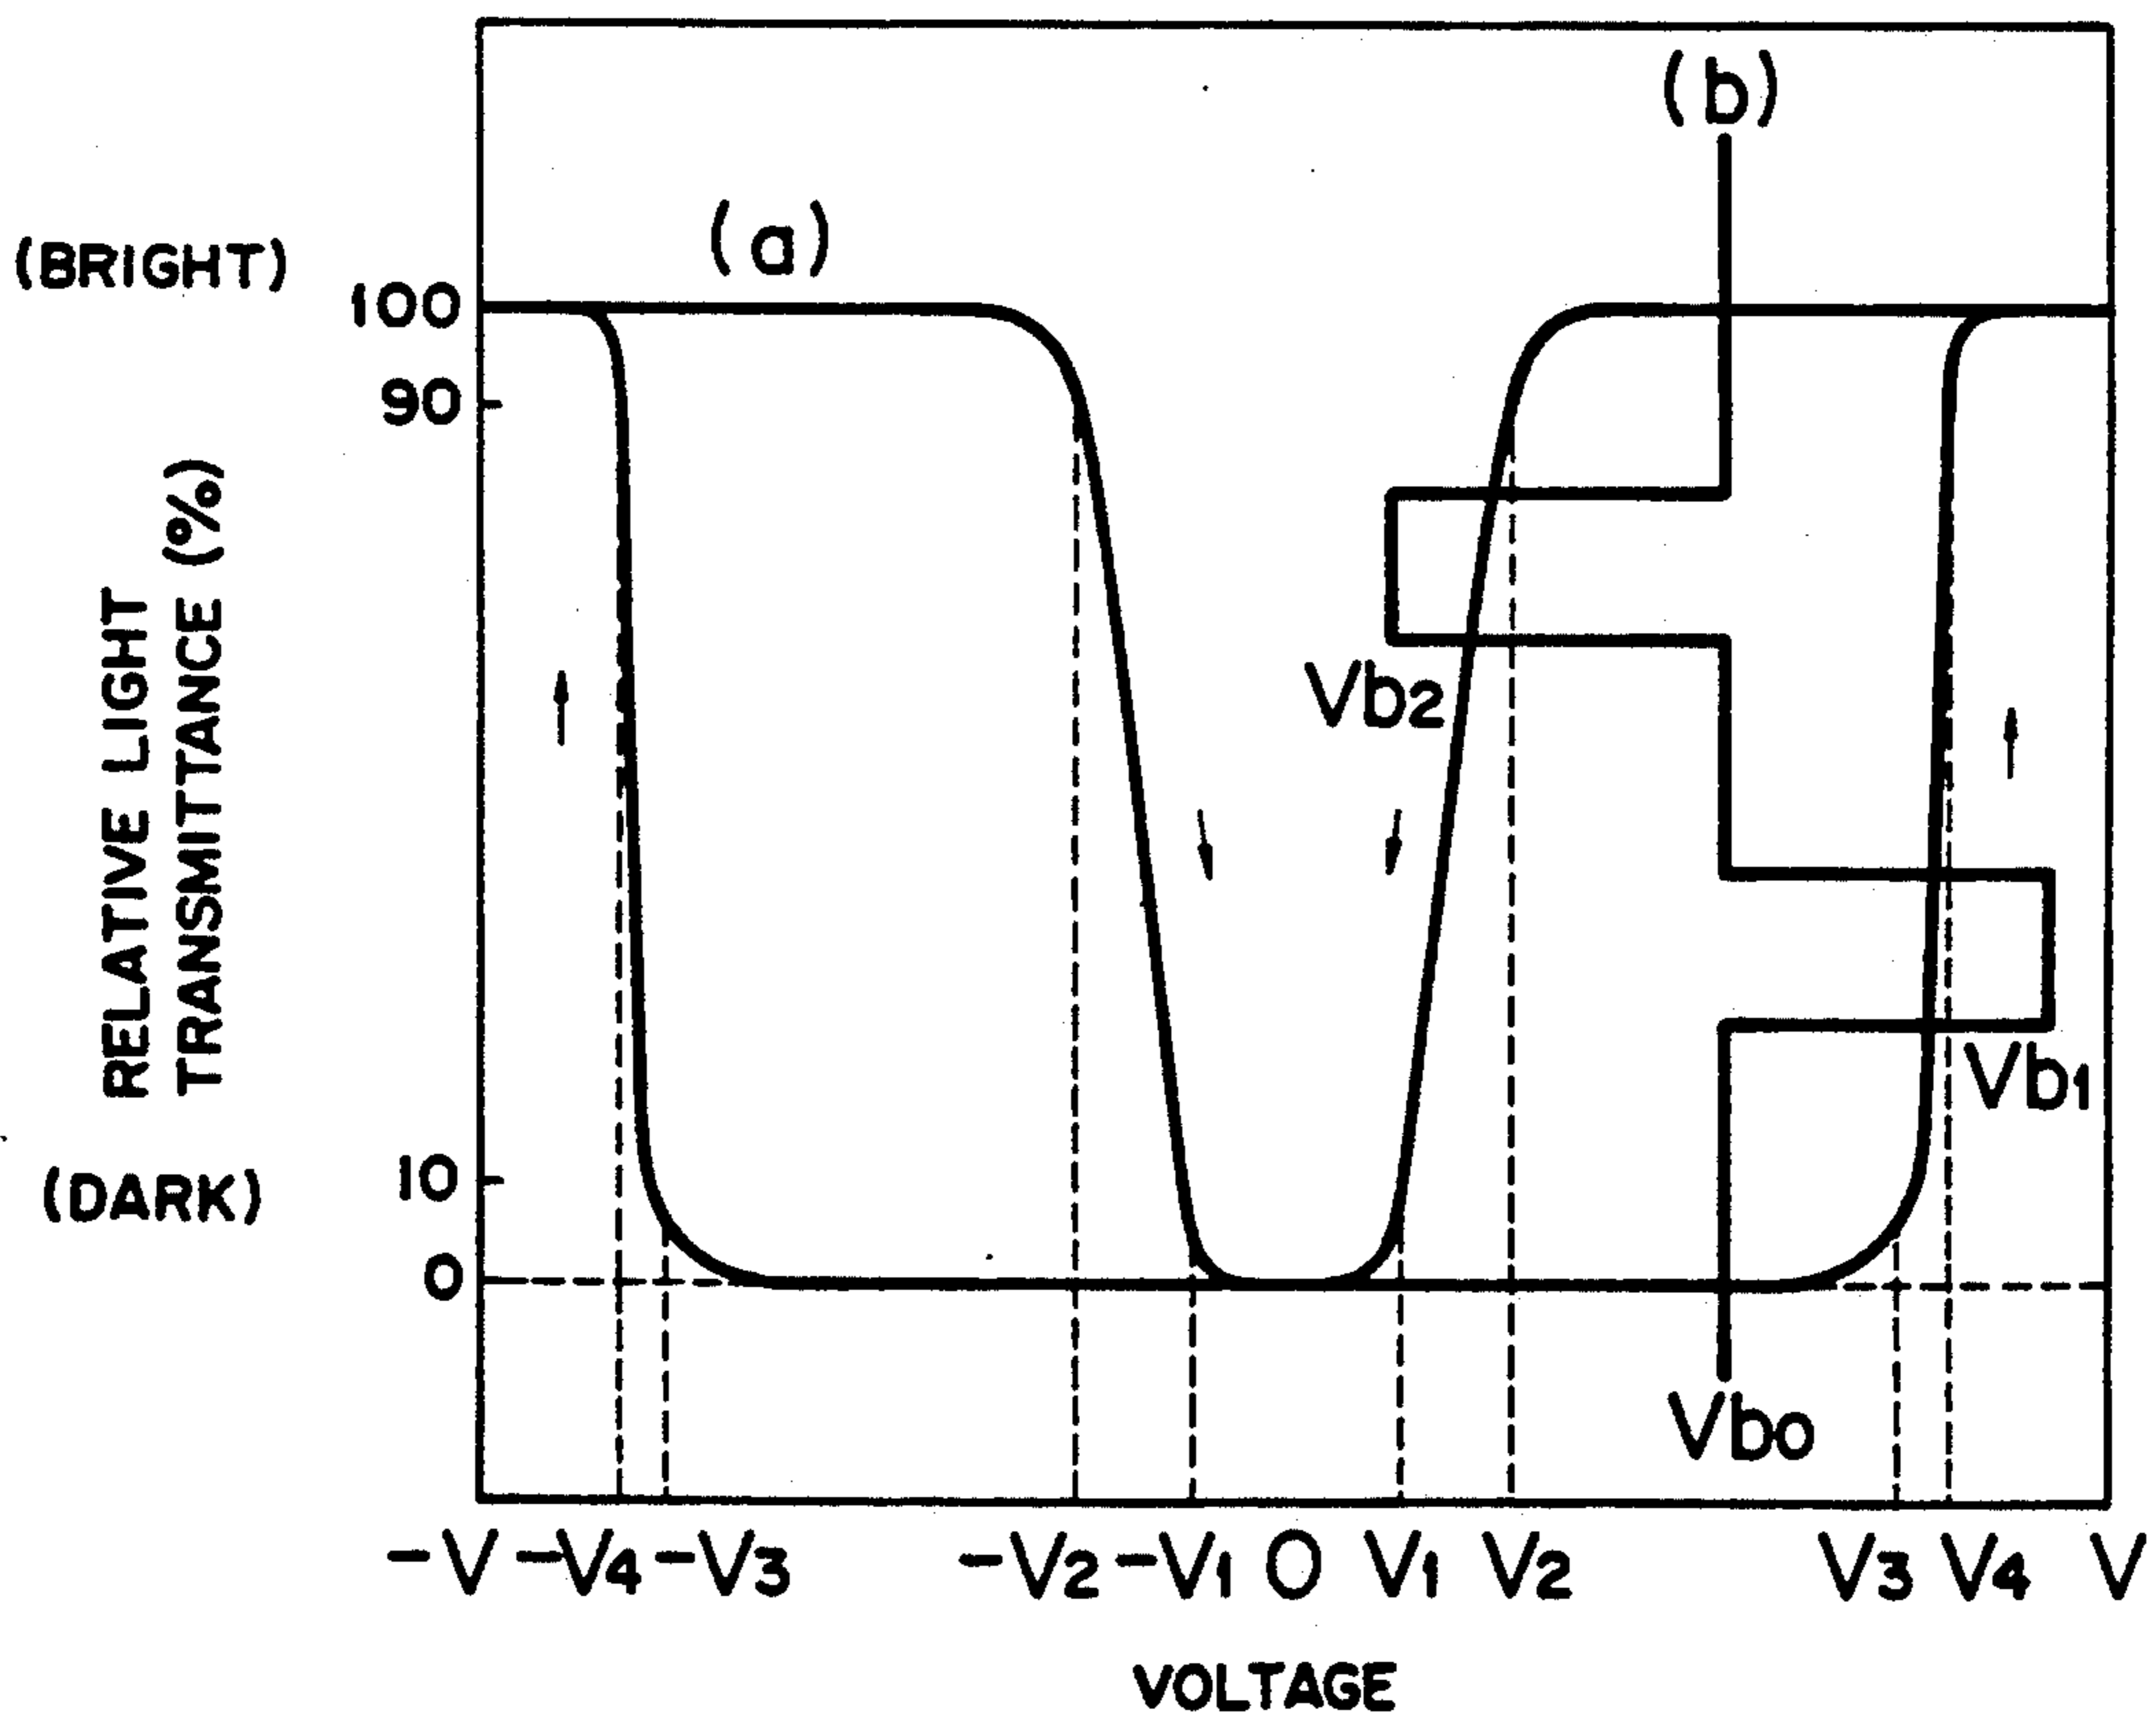 (b)
(a)
(BRIGHT)
100
90
RELATIVE LIGHT
TRANSMITTANCE (%)
Vb2
Vb1
10
(DARK)
0
Vbo
-V -V4 -V3 -V2 -V1 0 V1 V2 V3 V4 V
VOLTAGE